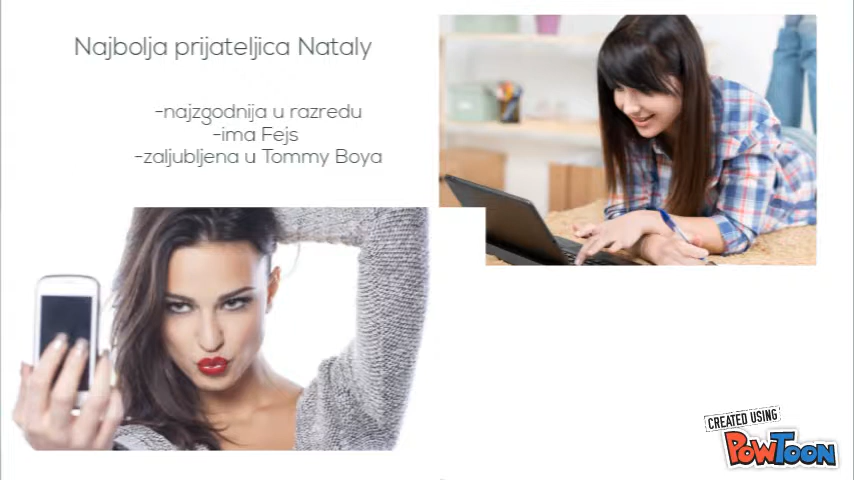 Najbolja prijateljica Nataly
-najzgodnija u razredu
-ima Fejs
-zaljubljena u Tommy Boya
CREATED USING
POWTOON